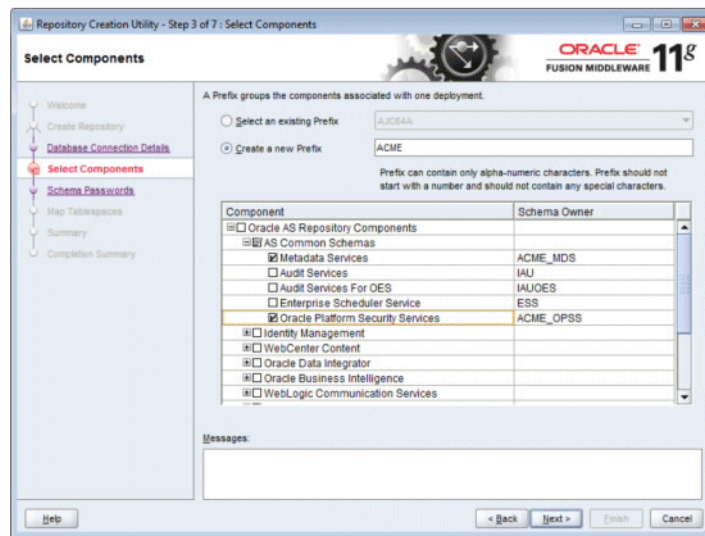 Repository Creation Utility - Step 3 of 7 : Select Components
Select Components
ORACLE
FUSION MIDDLEWARE
11g
Welcome
Create Repository
Database Connection Details
Select Components
Schema Passwords
Map Tablespaces
Summary
Completion Summary
A Prefix groups the components associated with one deployment.
Select an existing Prefix
AJC64A
Create a new Prefix
ACME
Prefix can contain only alpha-numeric characters. Prefix should not
start with a number and should not contain any special characters.
Component Schema Owner
Oracle AS Repository Components
AS Common Schemas
Metadata Services ACME_MDS
Audit Services IAU
Audit Services For OES IAUOES
Enterprise Scheduler Service ESS
Oracle Platform Security Services ACME_OPSS
Identity Management
WebCenter Content
Oracle Data Integrator
Oracle Business Intelligence
WebLogic Communication Services
Messages:
Help
< Back
Next >
Finish
Cancel